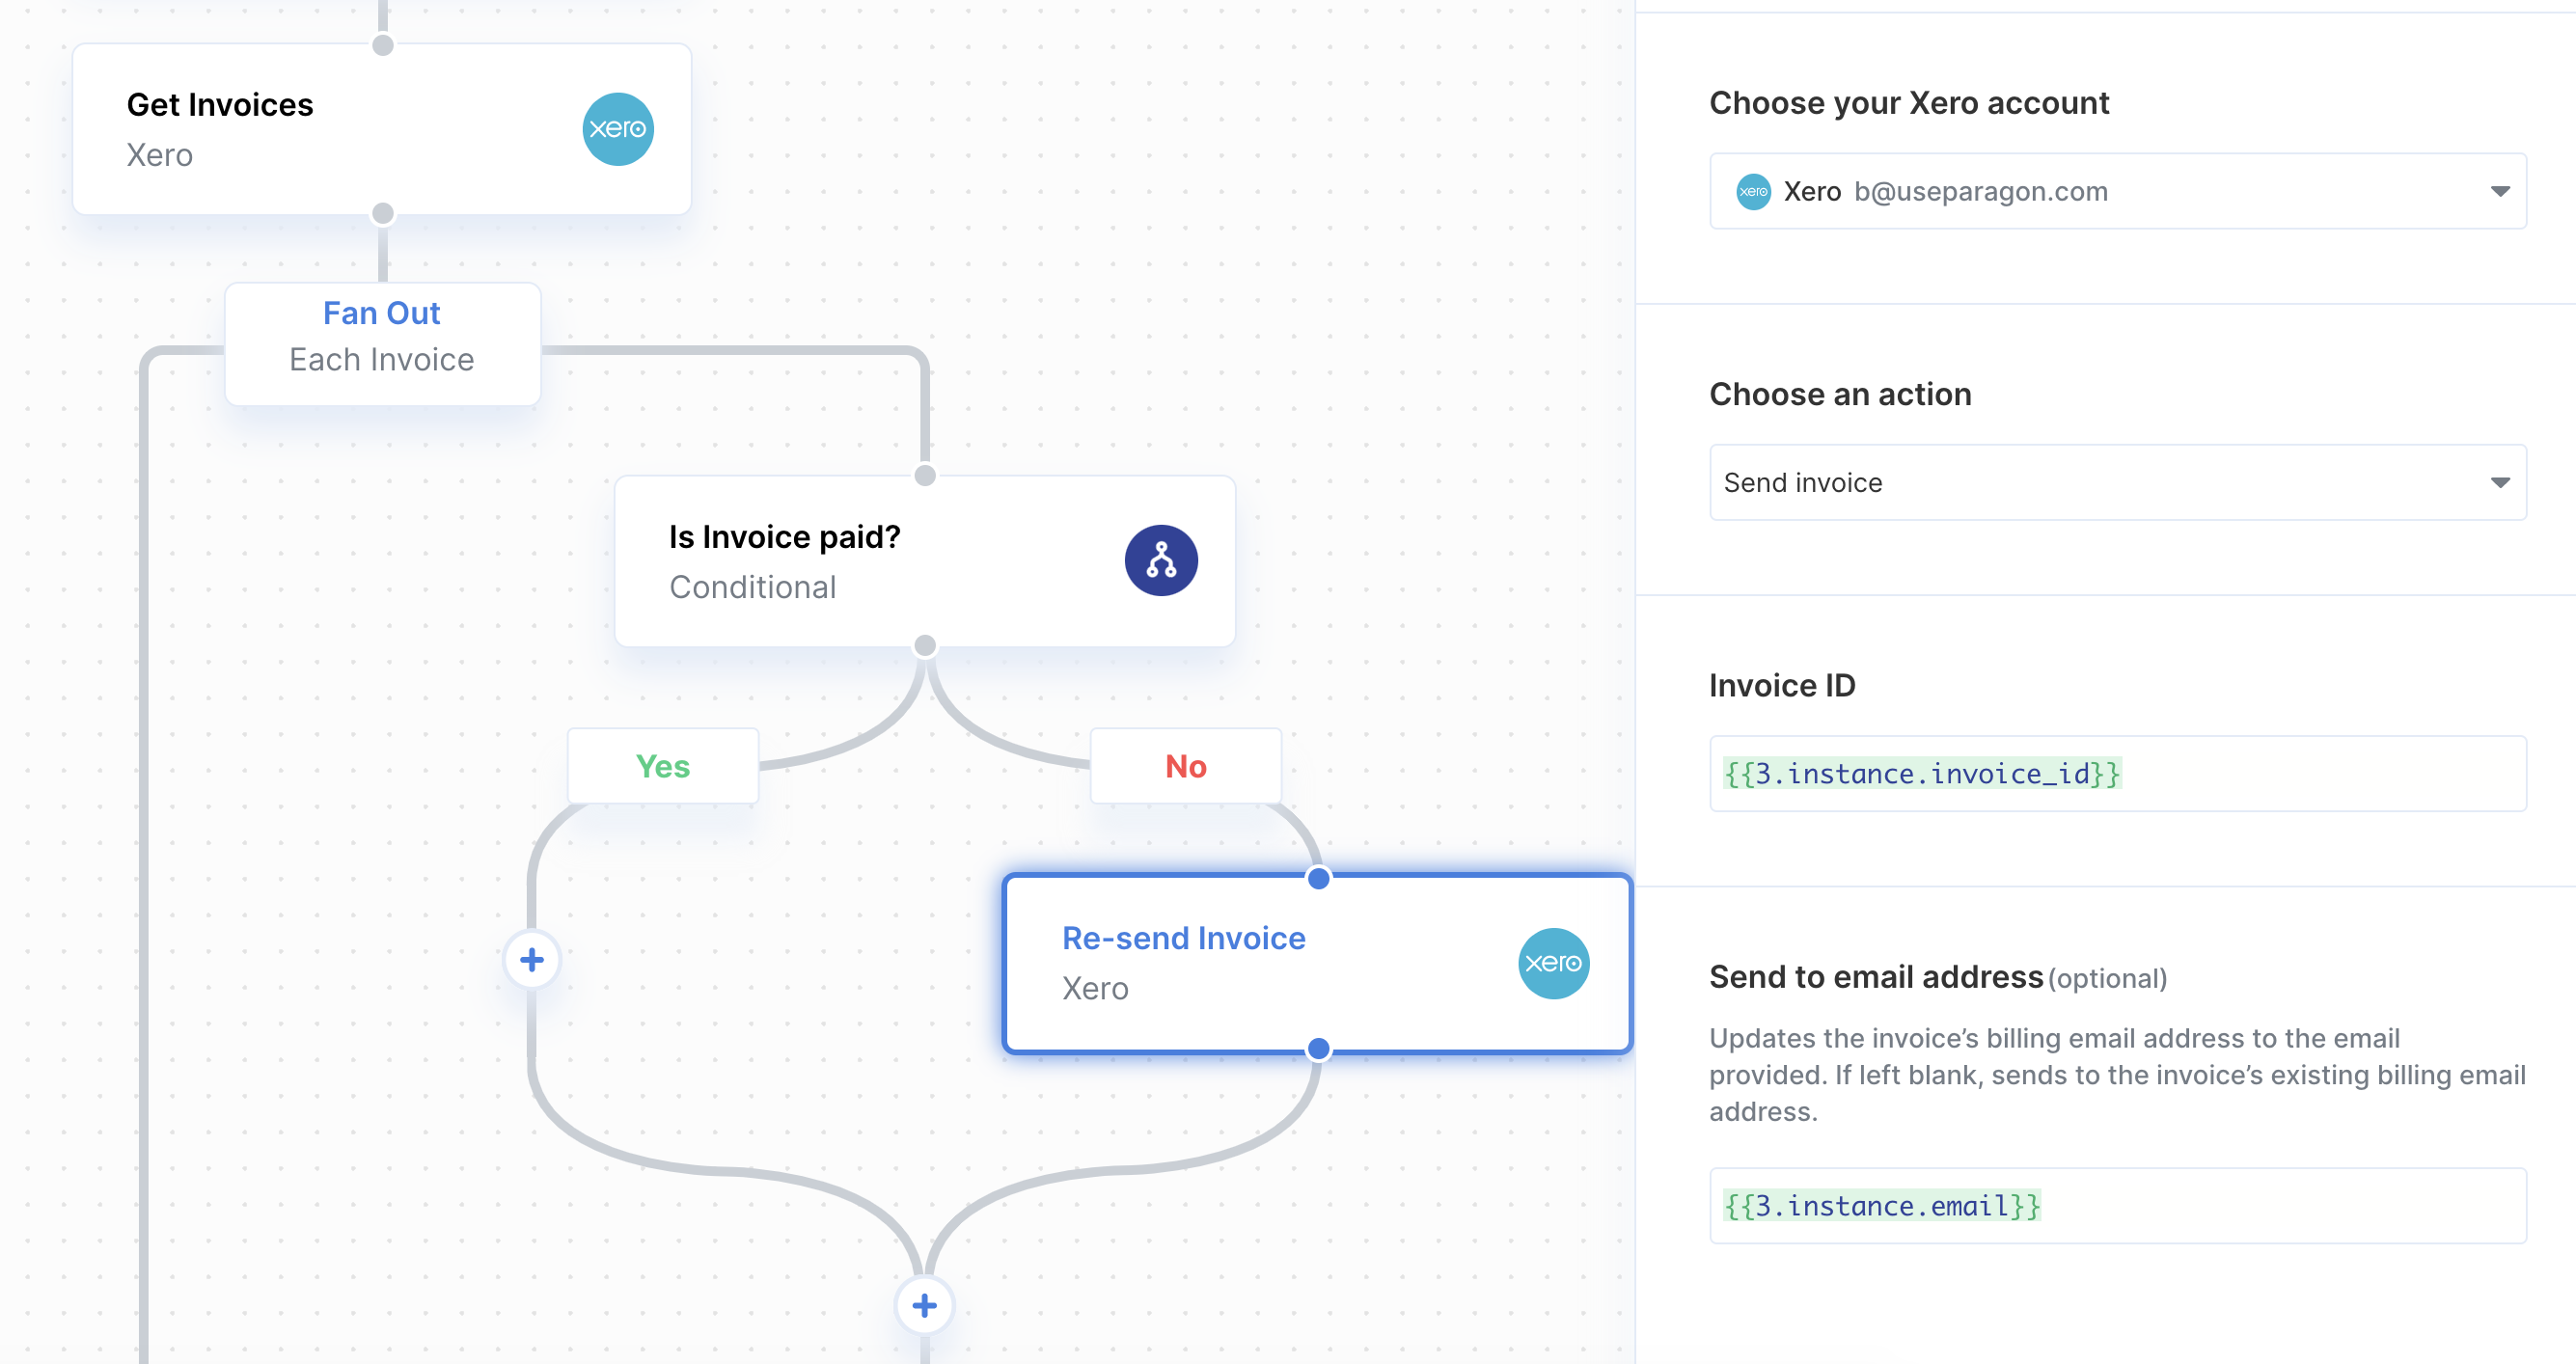 Get Invoices
Xero
xero
Fan Out
Each Invoice
Is Invoice paid?
Conditional
Yes
No
Re-send Invoice
Xero
xero
Choose your Xero account
xero Xero b@useparagon.com
Choose an action
Send invoice
Invoice ID
{{3.instance.invoice_id}}
Send to email address (optional)
Updates the invoice’s billing email address to the email
provided. If left blank, sends to the invoice’s existing billing email
address.
{{3.instance.email}}